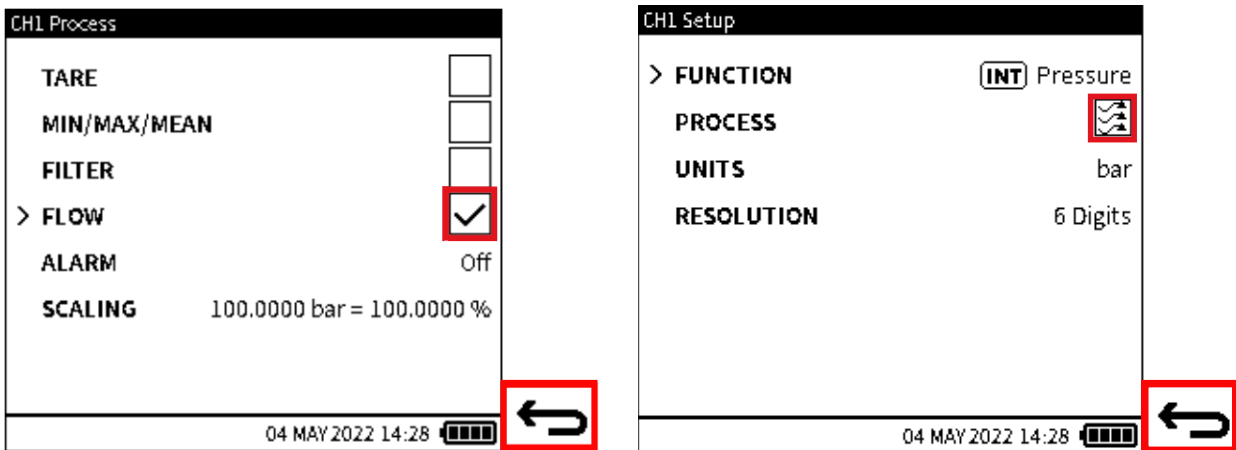 CH1 Process
TARE
MIN/MAX/MEAN
FILTER
> FLOW
ALARM Off
SCALING 100.0000 bar = 100.0000 %
04 MAY 2022 14:28
CH1 Setup
> FUNCTION INT Pressure
PROCESS
UNITS bar
RESOLUTION 6 Digits
04 MAY 2022 14:28